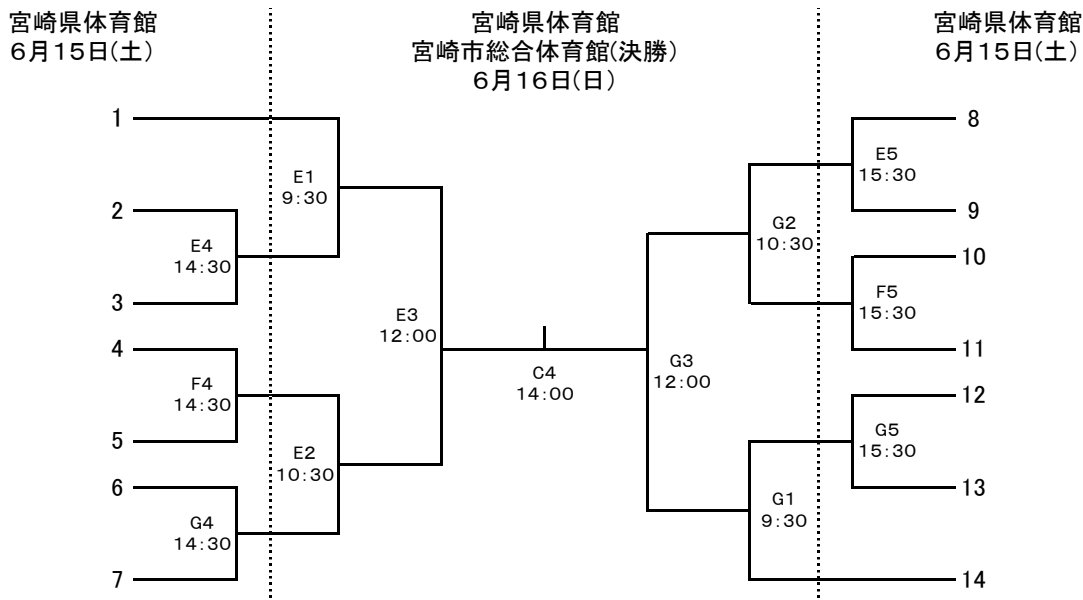 宮崎県体育館
６月１５日(土)
宮崎県体育館
宮崎市総合体育館(決勝)
６月１６日(日)
宮崎県体育館
６月１５日(土)
1
2
3
4
5
6
7
E4
14:30
F4
14:30
G4
14:30
E1
9:30
E2
10:30
E3
12:00
C4
14:00
G3
12:00
G2
10:30
G1
9:30
E5
15:30
F5
15:30
G5
15:30
8
9
10
11
12
13
14